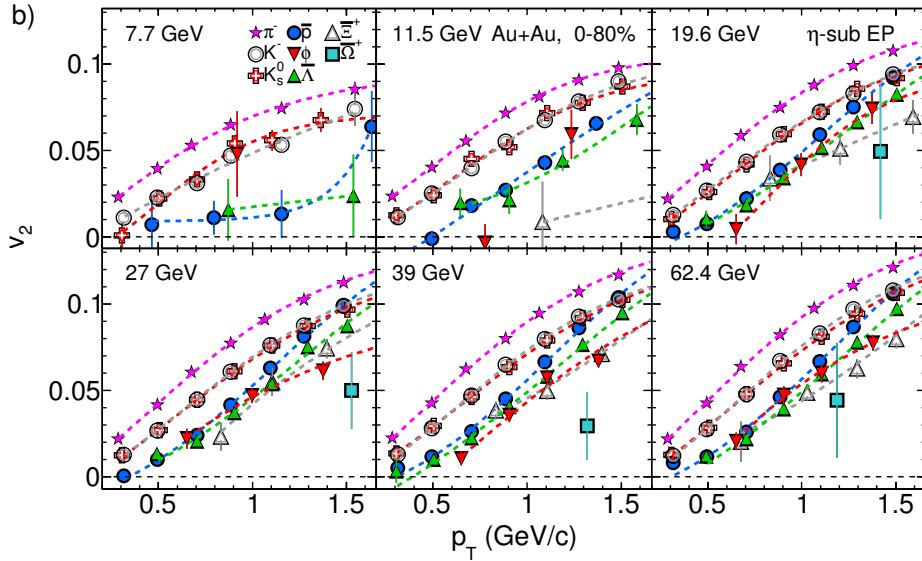 b)
7.7 GeV
π⁻ p̅ Ξ̅⁺
K⁻ ϕ Ω̅⁺
K⁰ₛ Λ̅
11.5 GeV Au+Au, 0-80%
19.6 GeV η-sub EP
0.1
0.05
0
v₂
27 GeV
39 GeV
62.4 GeV
0.1
0.05
0
0.5 1 1.5 0.5 1 1.5 0.5 1 1.5
p_T (GeV/c)